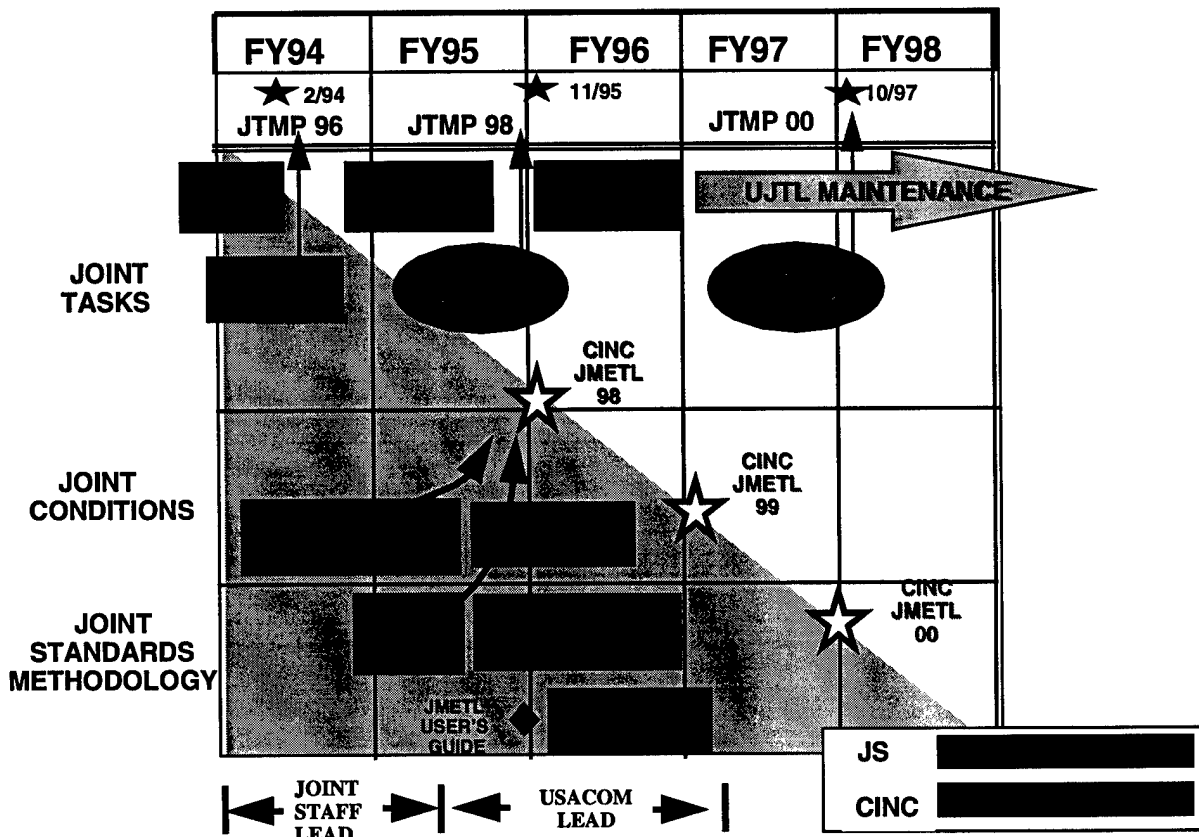 FY94 FY95 FY96 FY97 FY98
2/94 11/95 10/97
JTMP 96 JTMP 98 JTMP 00
UJTL MAINTENANCE
JOINT
TASKS
CINC
JMETL
98
JOINT
CONDITIONS
CINC
JMETL
99
JOINT
STANDARDS
METHODOLOGY
CINC
JMETL
00
JMETL
USER'S
GUIDE
JS
CINC
JOINT
STAFF
LEAD
USACOM
LEAD